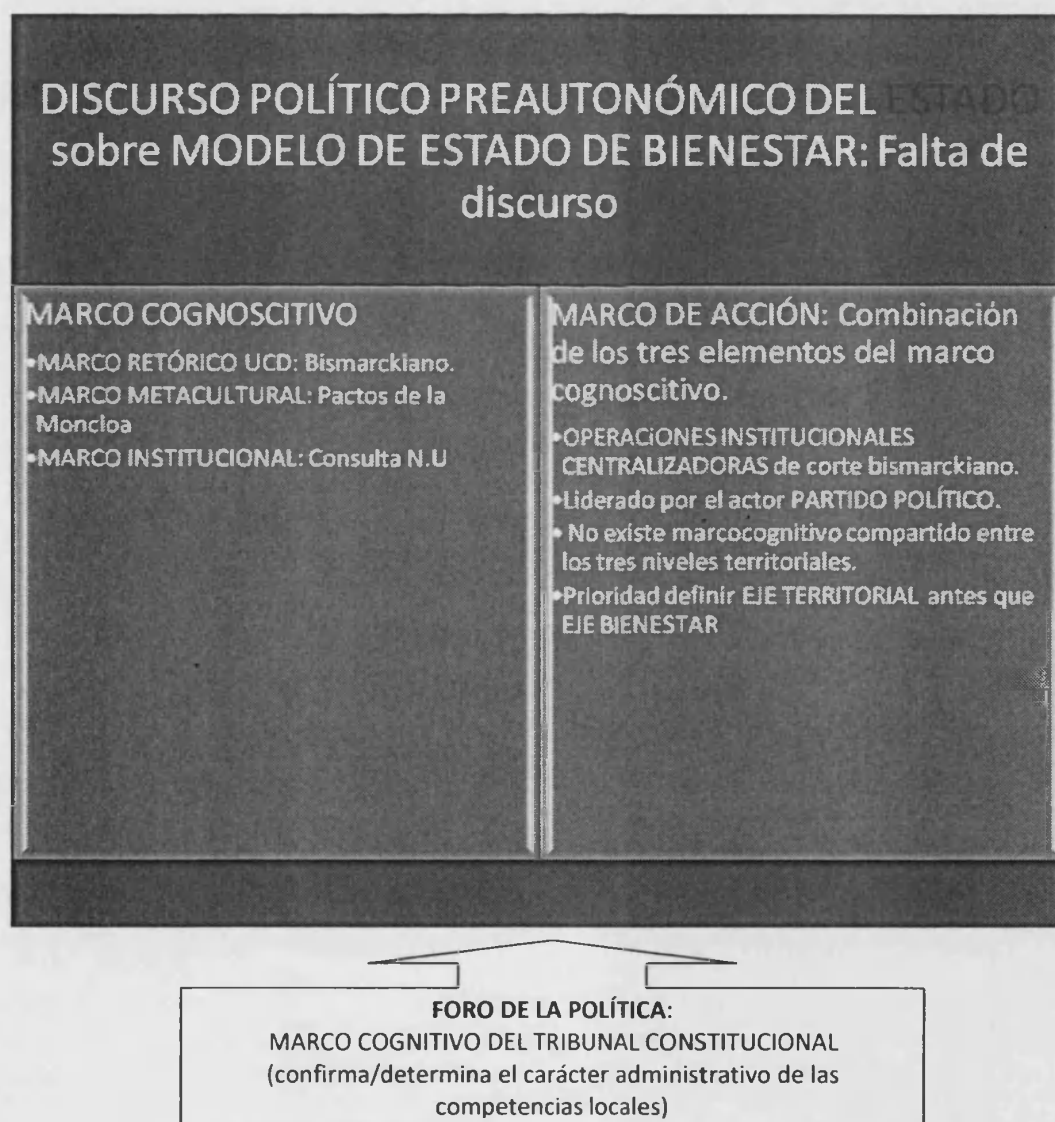 DISCURSO POLÍTICO PREAUTONÓMICO DEL ESTADO
sobre MODELO DE ESTADO DE BIENESTAR: Falta de
discurso
MARCO COGNOSCITIVO
•MARCO RETÓRICO UCD: Bismarckiano.
•MARCO METACULTURAL: Pactos de la
Moncloa
•MARCO INSTITUCIONAL: Consulta N.U
MARCO DE ACCIÓN: Combinación
de los tres elementos del marco
cognoscitivo.
•OPERACIONES INSTITUCIONALES
CENTRALIZADORAS de corte bismarckiano.
•Liderado por el actor PARTIDO POLÍTICO.
• No existe marcocognitivo compartido entre
los tres niveles territoriales.
•Prioridad definir EJE TERRITORIAL antes que
EJE BIENESTAR
FORO DE LA POLÍTICA:
MARCO COGNITIVO DEL TRIBUNAL CONSTITUCIONAL
(confirma/determina el carácter administrativo de las
competencias locales)